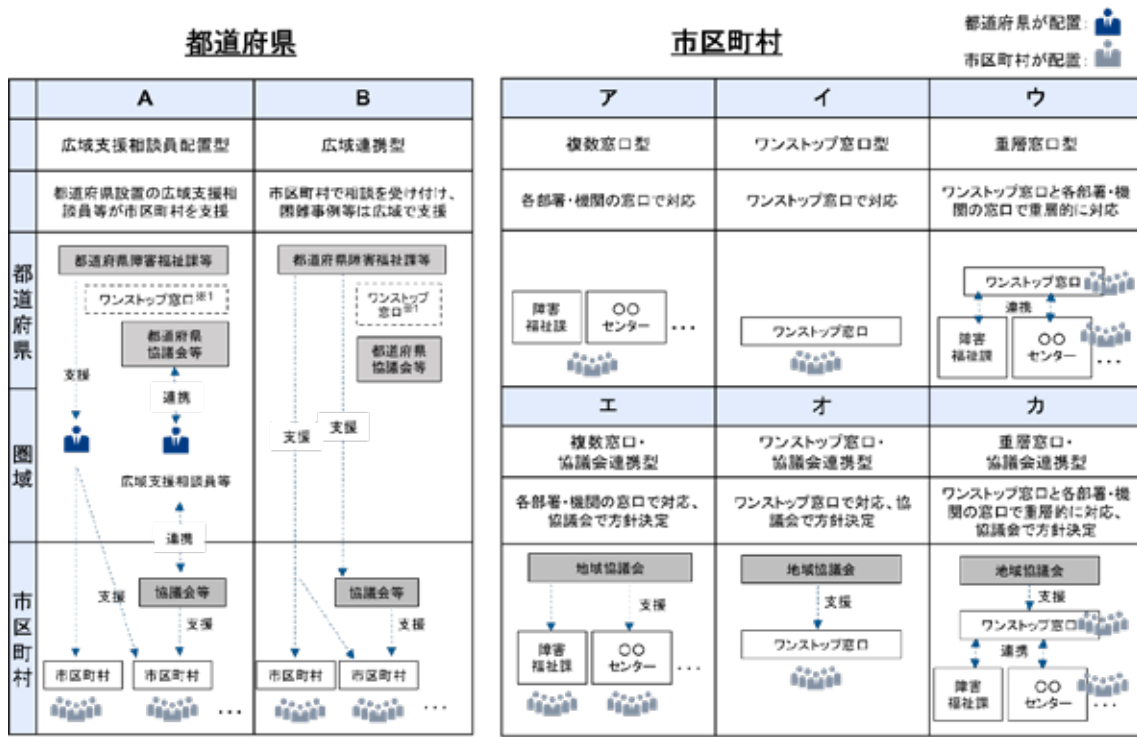 都道府県
市区町村
都道府県が配置：
市区町村が配置：
A
B
広域支援相談員配置型
広域連携型
都道府県設置の広域支援相
談員等が市区町村を支援
市区町村で相談を受け付け、
困難事例等は広域で支援
都道府県
圏域
市区町村
都道府県障害福祉課等
ワンストップ窓口※1
都道府県
協議会等
支援
連携
広域支援相談員等
連携
支援
協議会等
支援
市区町村
市区町村
・・・
都道府県障害福祉課等
ワンストップ
窓口※1
都道府県
協議会等
支援
支援
協議会等
支援
市区町村
市区町村
・・・
ア
イ
ウ
複数窓口型
ワンストップ窓口型
重層窓口型
各部署・機関の窓口で対応
ワンストップ窓口で対応
ワンストップ窓口と各部署・機
関の窓口で重層的に対応
障害
福祉課
〇〇
センター
・・・
ワンストップ窓口
ワンストップ窓口
連携
障害
福祉課
〇〇
センター
・・・
エ
オ
カ
複数窓口・
協議会連携型
ワンストップ窓口・
協議会連携型
重層窓口・
協議会連携型
各部署・機関の窓口で対応、
協議会で方針決定
ワンストップ窓口で対応、協
議会で方針決定
ワンストップ窓口と各部署・機
関の窓口で重層的に対応、
協議会で方針決定
地域協議会
支援
障害
福祉課
〇〇
センター
・・・
地域協議会
支援
ワンストップ窓口
地域協議会
支援
ワンストップ窓口
連携
障害
福祉課
〇〇
センター
・・・